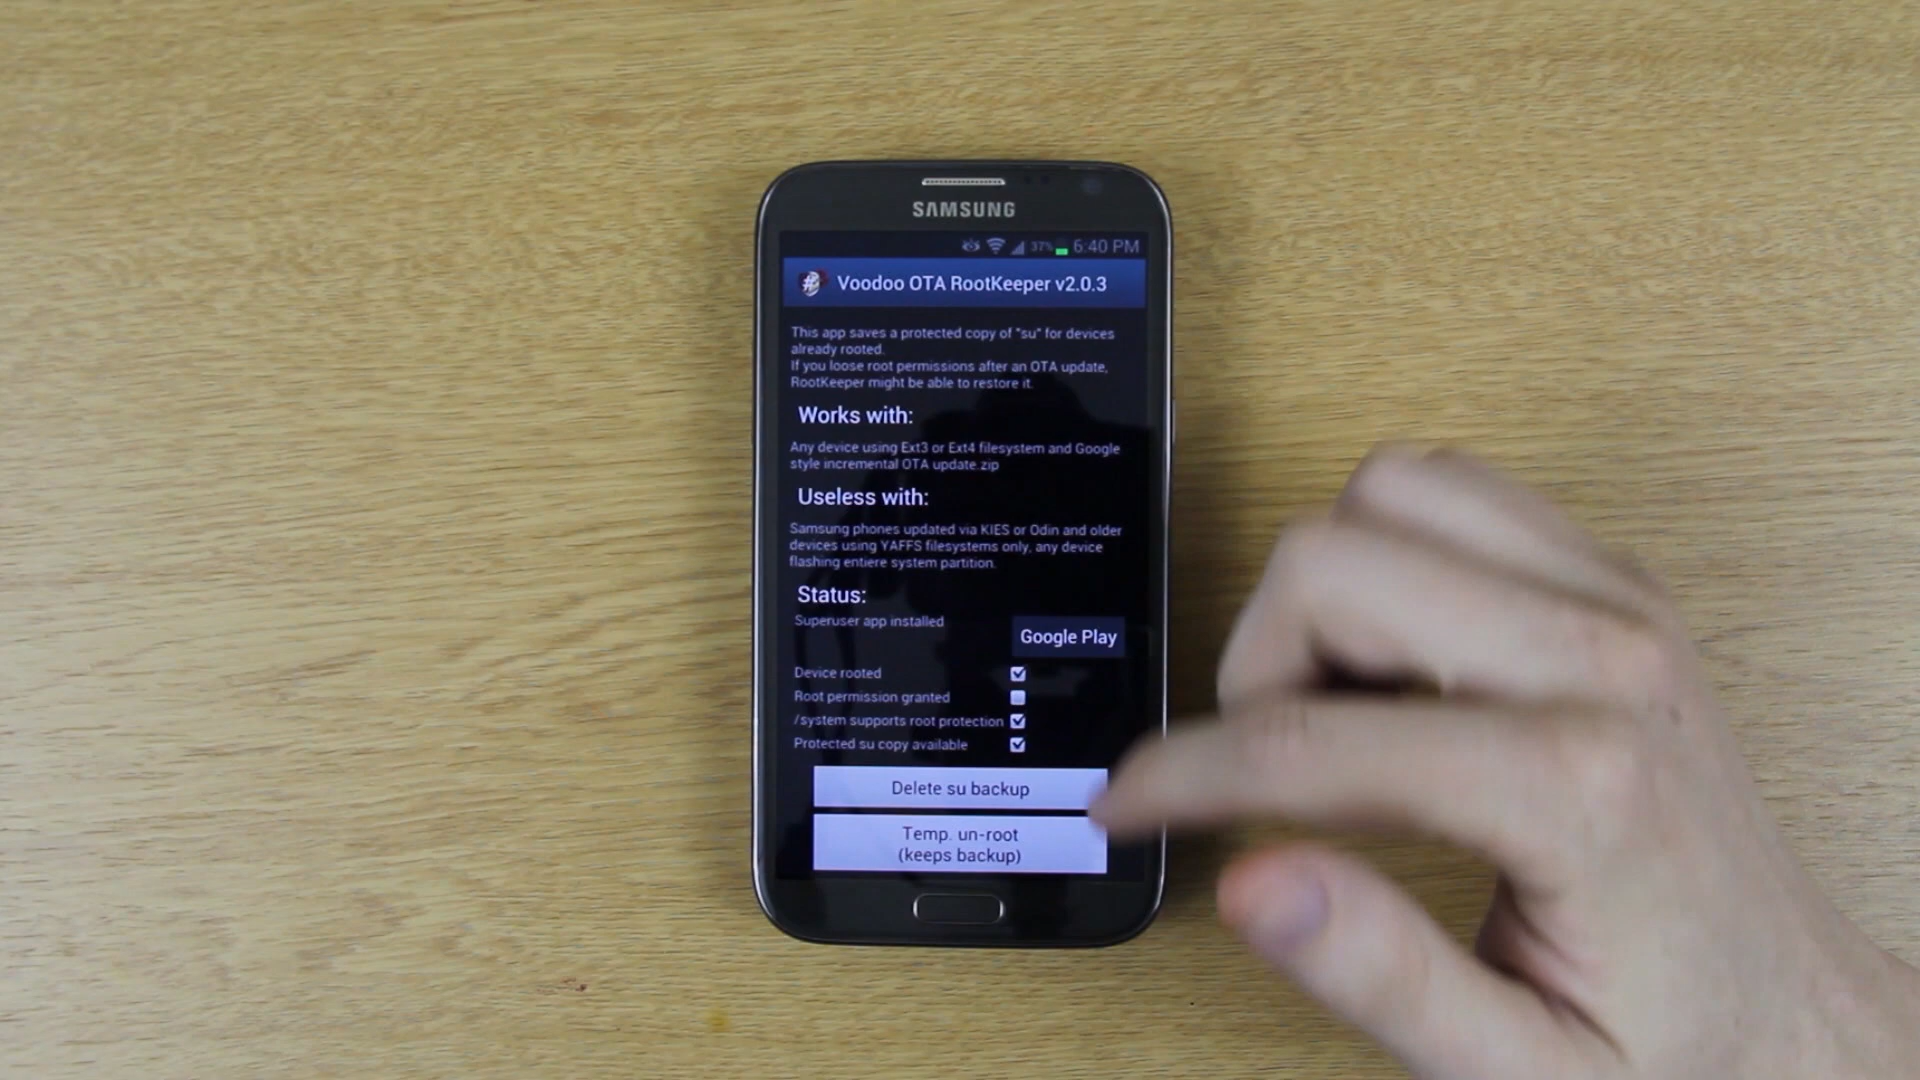 SAMSUNG
37% 6:40 PM
Voodoo OTA RootKeeper v2.0.3
This app saves a protected copy of "su" for devices
already rooted.
If you loose root permissions after an OTA update,
RootKeeper might be able to restore it.
Works with:
Any device using Ext3 or Ext4 filesystem and Google
style incremental OTA update.zip
Useless with:
Samsung phones updated via KIES or Odin and older
devices using YAFFS filesystems only, any device
flashing entiere system partition.
Status:
Superuser app installed
Google Play
Device rooted
Root permission granted
/system supports root protection
Protected su copy available
Delete su backup
Temp. un-root
(keeps backup)